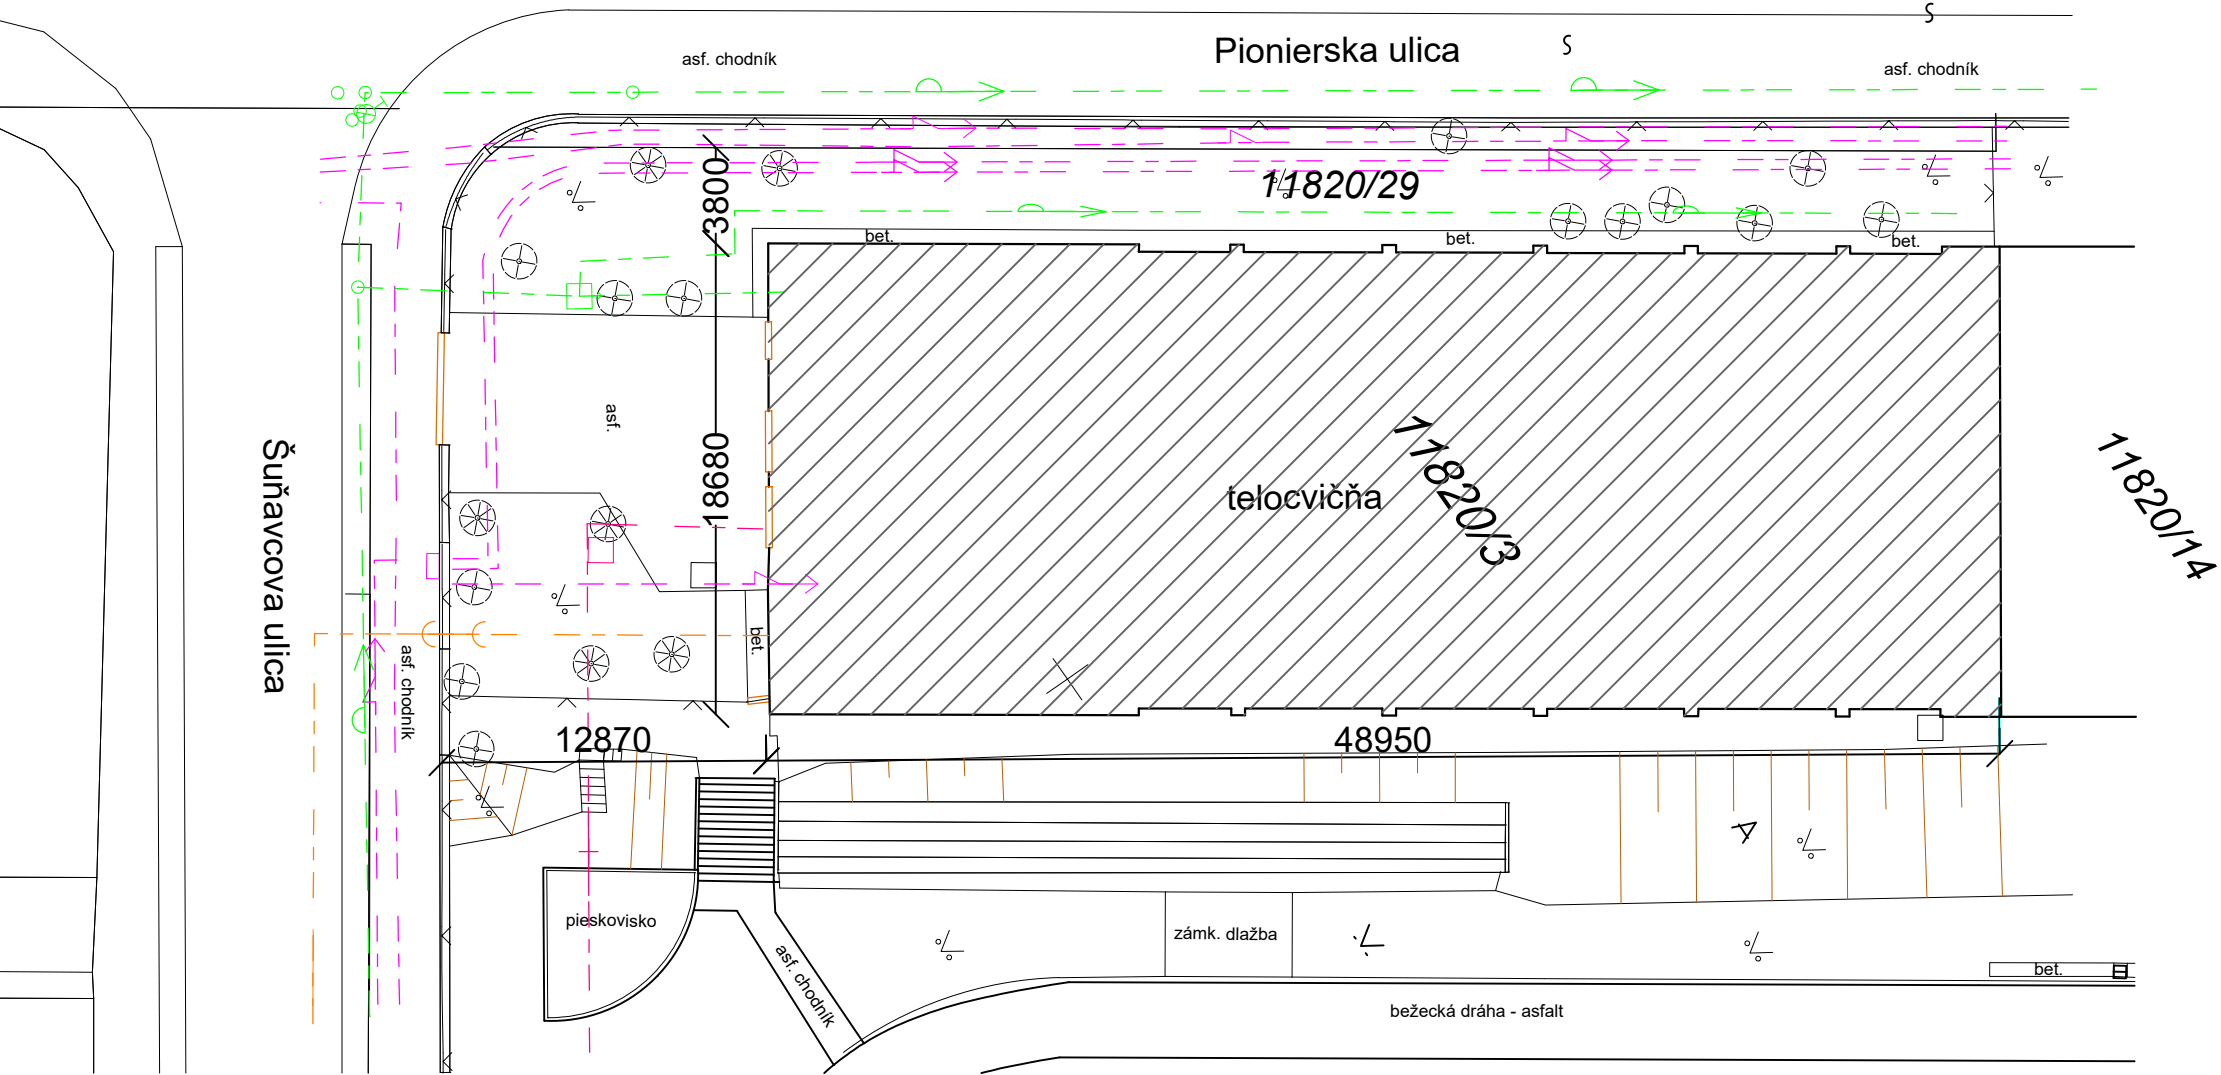 Pionierska ulica
asf. chodník
asf. chodník
3800
11820/29
bet.
bet.
bet.
asf.
18680
telocvičňa
11820/3
11820/14
Šuňavcova ulica
asf. chodník
bet.
12870
48950
pieskovisko
asf. chodník
zámk. dlažba
bet.
bežecká dráha - asfalt